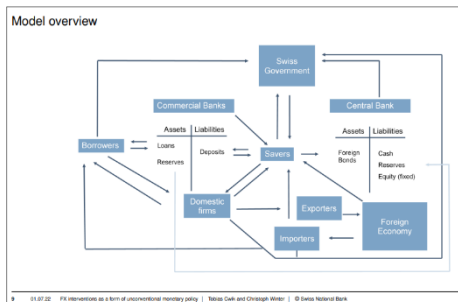 Model overview
Swiss
Government
Commercial Banks
Central Bank
Assets
Liabilities
Assets
Liabilities
Borrowers
Loans
Deposits
Reserves
Savers
Foreign
Bonds
Cash
Reserves
Equity (fixed)
Domestic
firms
Exporters
Importers
Foreign
Economy
9 01.07.22 FX interventions as a form of unconventional monetary policy | Tobias Cwik and Christoph Winter | © Swiss National Bank